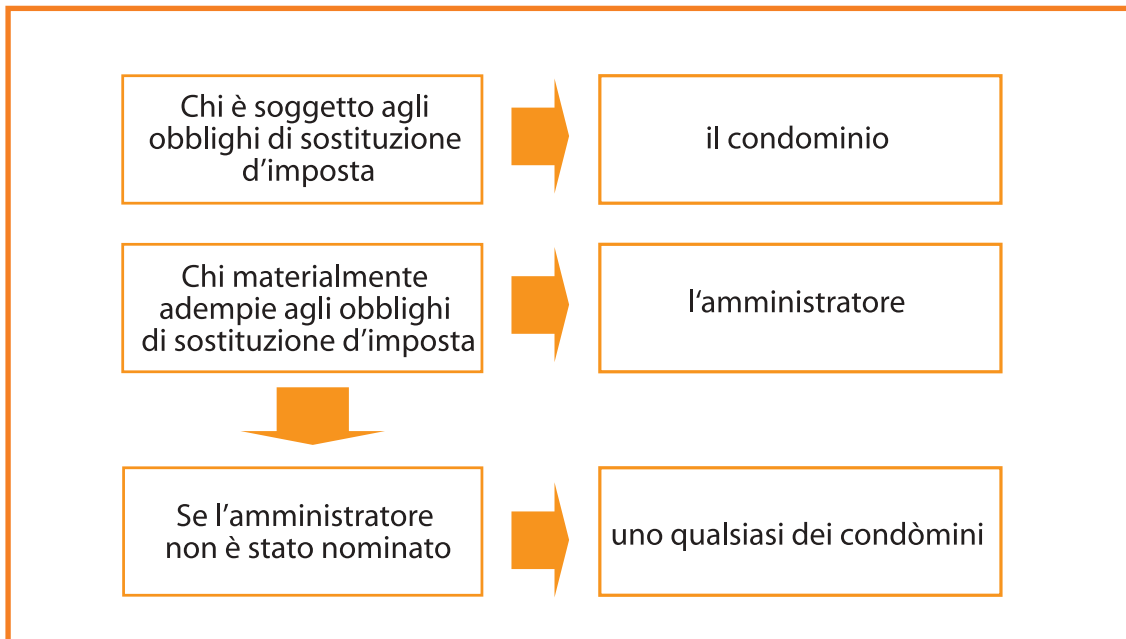 Chi è soggetto agli
obblighi di sostituzione
d’imposta
il condominio
Chi materialmente
adempie agli obblighi
di sostituzione d’imposta
l‘amministratore
Se l’amministratore
non è stato nominato
uno qualsiasi dei condòmini